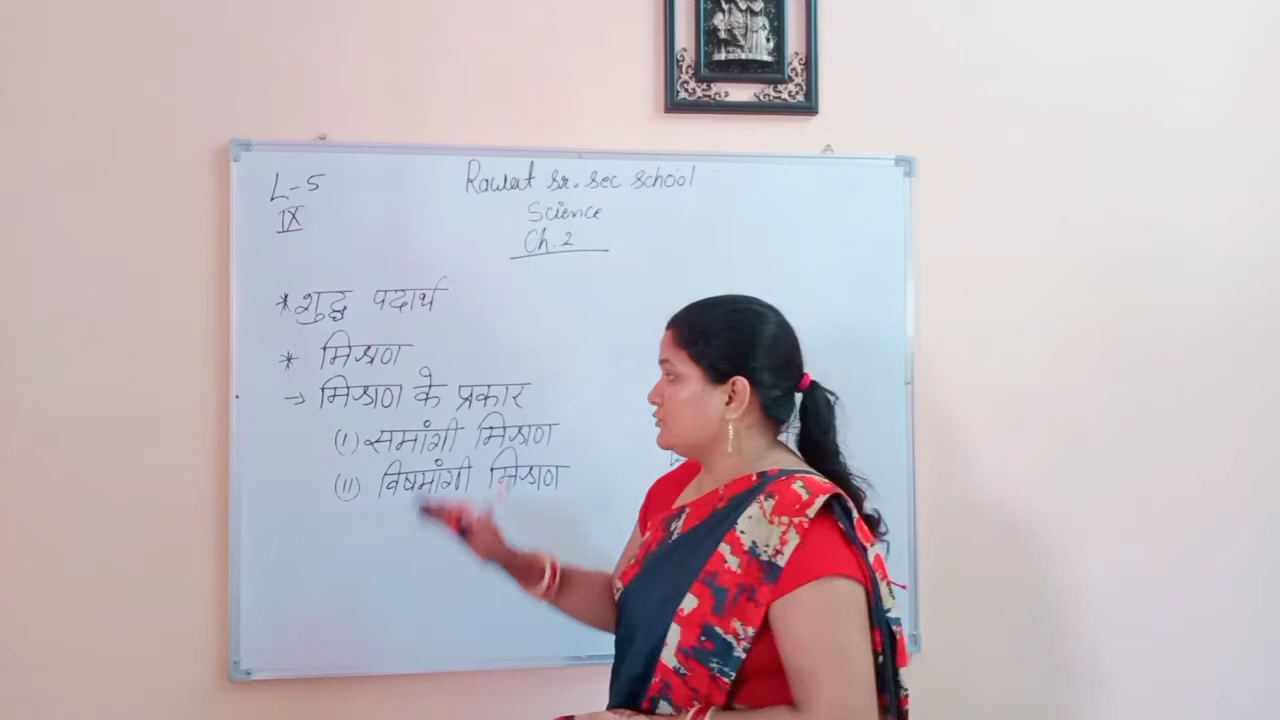 L-5
IX
Rawat Sr. Sec School
Science
Ch. 2
* शुद्ध पदार्थ
* मिश्रण
→ मिश्रण के प्रकार
(I) समांगी मिश्रण
(II) विषमांगी मिश्रण